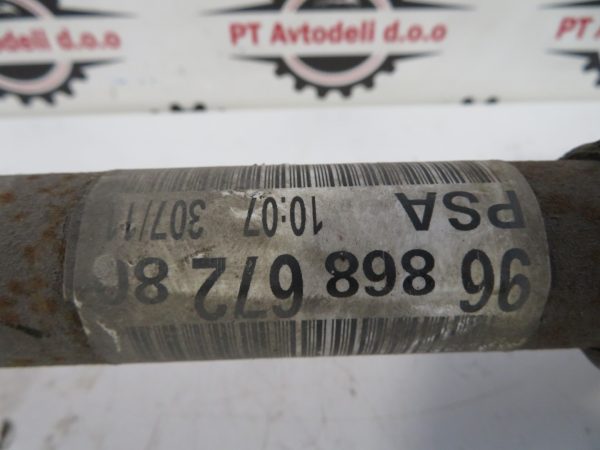 PT Avtodeli d.o.o
96 868 672 8
PSA 10:07 307/11